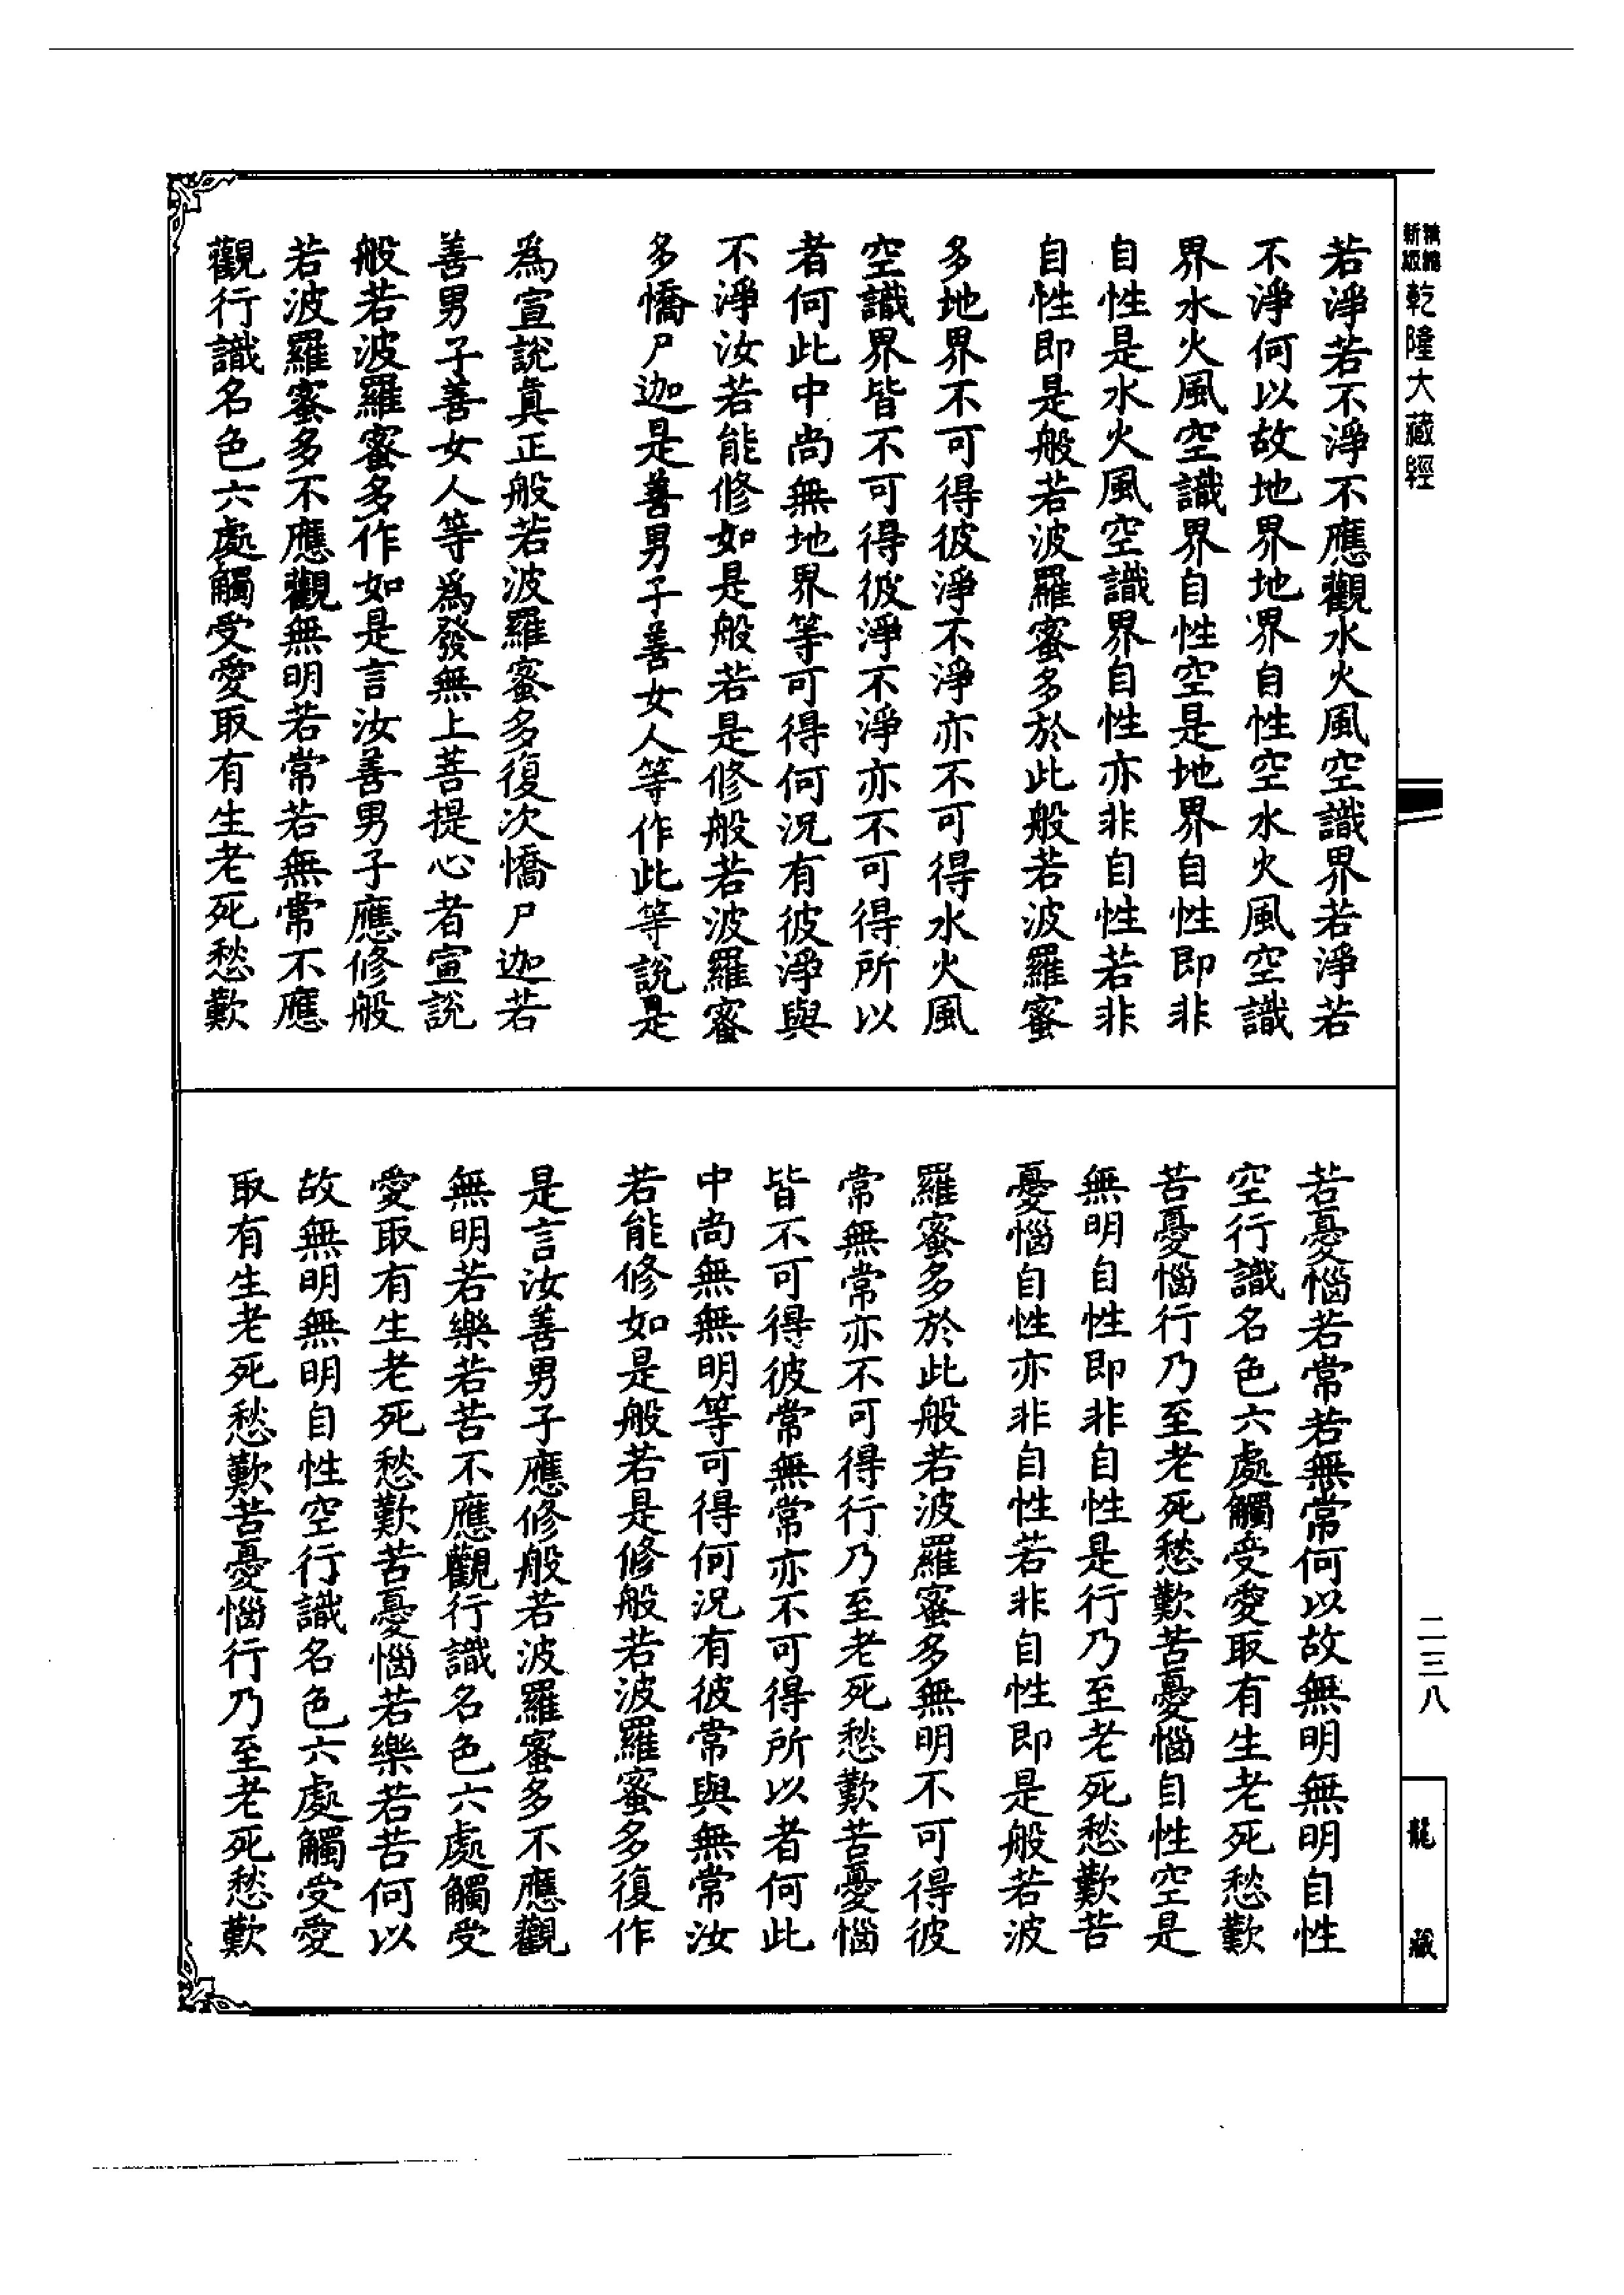 新
乾隆大藏經
若淨若不淨不應觀水火風空識界若淨若
不淨何以故地界地界自性空水火風空識
界水火風空識界自性空是地界自性即非
自性是水火風空識界自性亦非自性若非
自性即是般若波羅蜜多於此般若波羅蜜
多地界不可得彼淨不淨亦不可得水火風
空識界皆不可得彼淨不淨亦不可得所以
者何此中尚無地界等可得何況有彼淨與
不淨汝若能修如是般若是修般若波羅蜜
多憍尸迦是善男子善女人等作此等說是
為宣說真正般若波羅蜜多復次憍尸迦若
善男子善女人等為發無上菩提心者宣說
般若波羅蜜多作如是言汝善男子應修般
若波羅蜜多不應觀無明若常若無常不應
觀行識名色六處觸受愛取有生老死愁歎
苦憂惱若常若無常何以故無明無明自性
空行識名色六處觸受愛取有生老死愁歎
苦憂惱行乃至老死愁歎苦憂惱自性空是
無明自性即非自性是行乃至老死愁歎苦
憂惱自性亦非自性若非自性即是般若波
羅蜜多於此般若波羅蜜多無明不可得彼
常無常亦不可得行乃至老死愁歎苦憂惱
皆不可得彼常無常亦不可得所以者何此
中尚無無明等可得何況有彼常與無常汝
若能修如是般若是修般若波羅蜜多復作
是言汝善男子應修般若波羅蜜多不應觀
無明若樂若苦不應觀行識名色六處觸受
愛取有生老死愁歎苦憂惱若樂若苦何以
故無明無明自性空行識名色六處觸受愛
取有生老死愁歎苦憂惱行乃至老死愁歎
二三八
龍藏